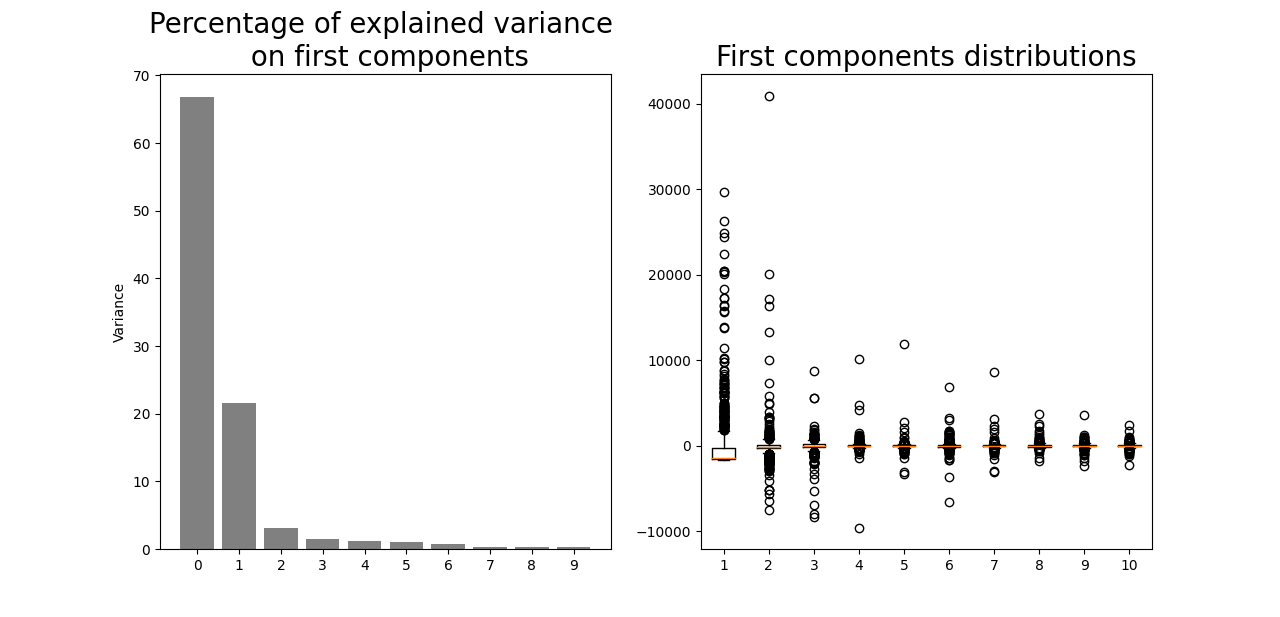 Percentage of explained variance
on first components
70
60
50
40
30
20
10
0
Variance
0 1 2 3 4 5 6 7 8 9
First components distributions
40000
30000
20000
10000
0
−10000
1 2 3 4 5 6 7 8 9 10